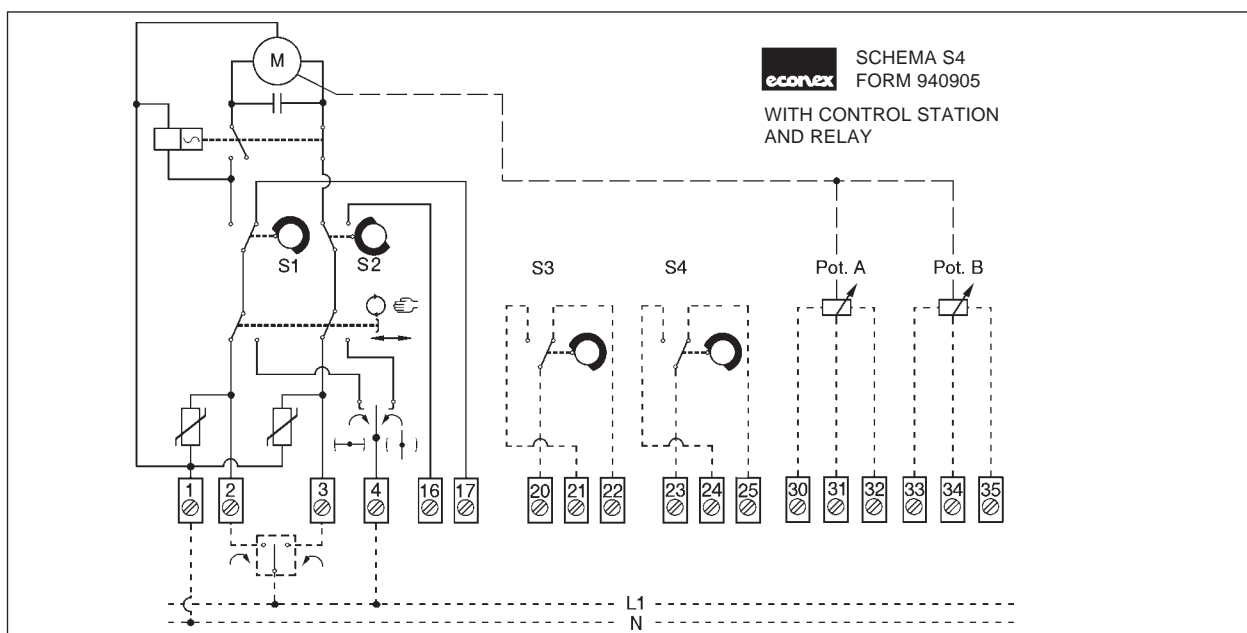 M
econex
SCHEMA S4
FORM 940905
WITH CONTROL STATION
AND RELAY
S1
S2
S3
S4
Pot. A
Pot. B
1
2
3
4
16
17
20
21
22
23
24
25
30
31
32
33
34
35
L1
N